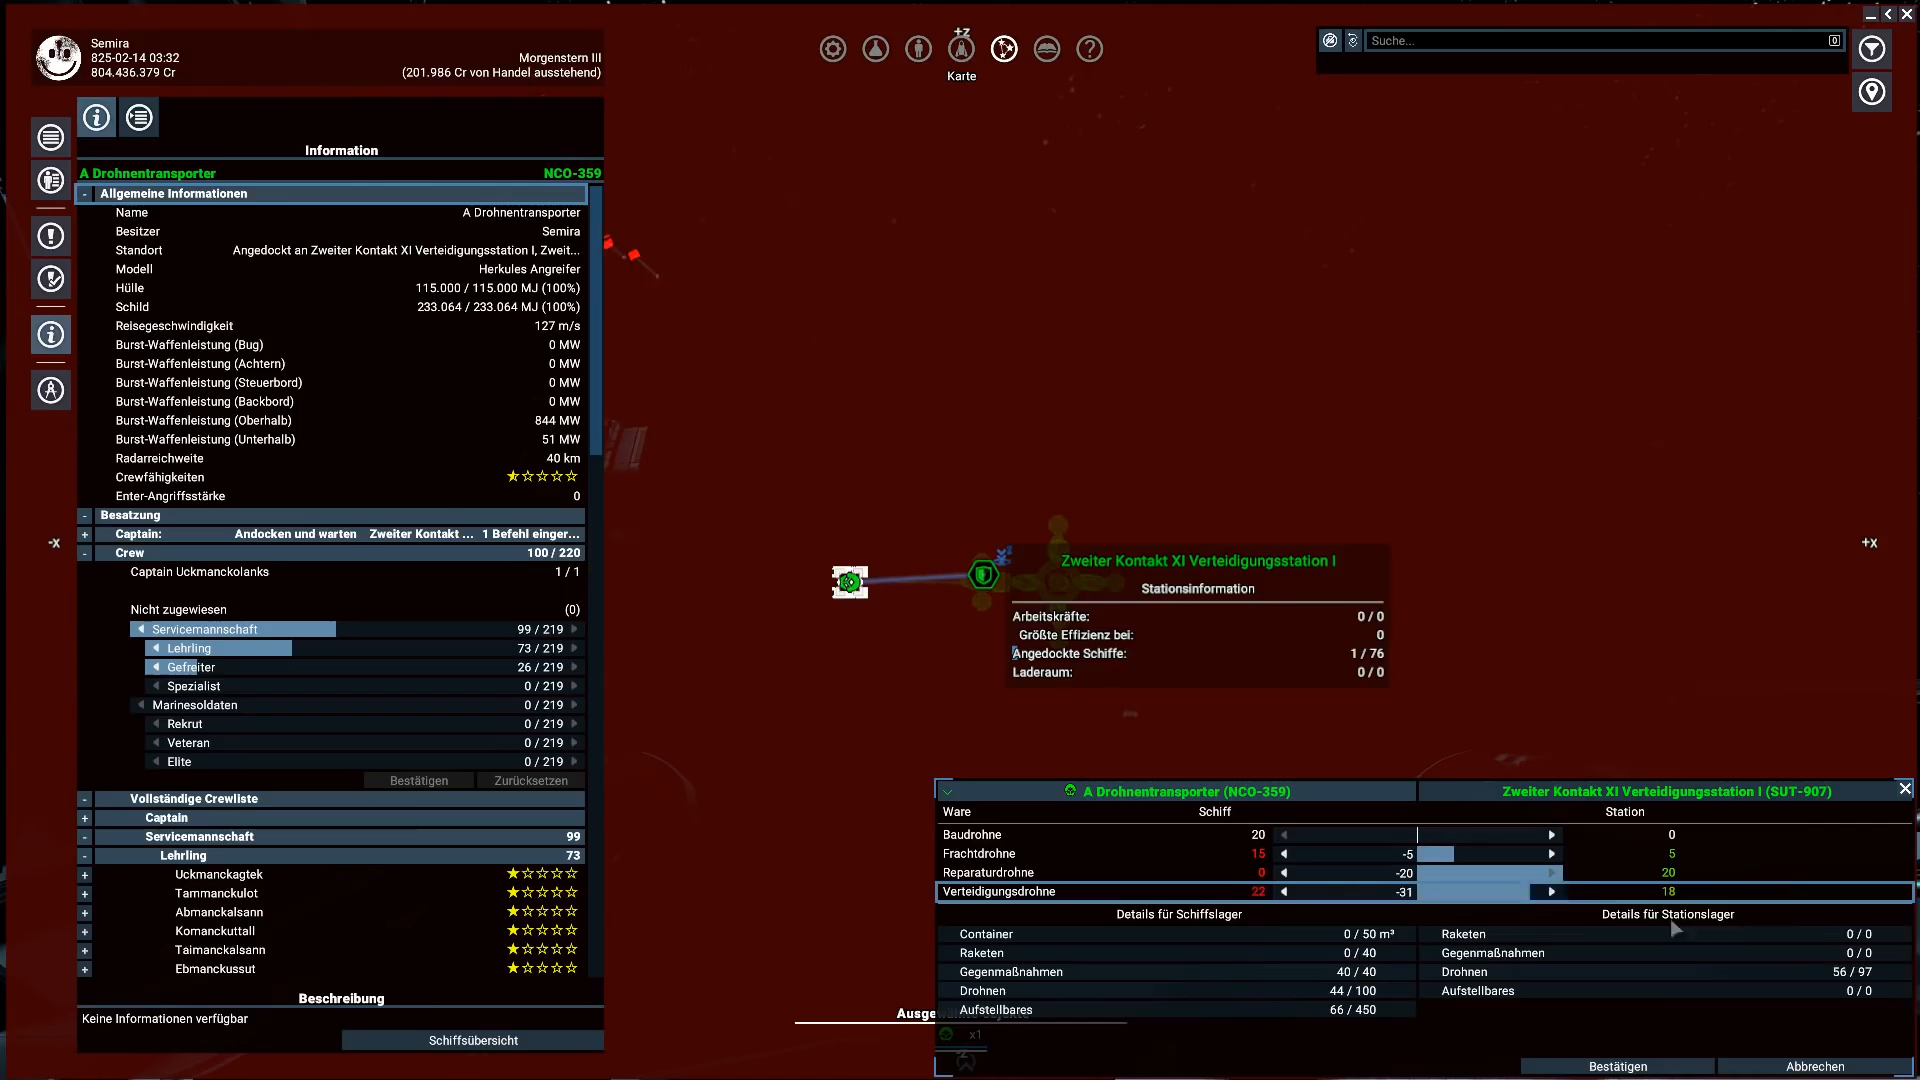 Semira
825-02-14 03:32
804.436.379 Cr
Morgenstern III
(201.986 Cr von Handel ausstehend)
+Z
Karte
Suche...
Information
A Drohnentransporter NCO-359
- Allgemeine Informationen
Name A Drohnentransporter
Besitzer Semira
Standort Angedockt an Zweiter Kontakt XI Verteidigungsstation I, Zweit...
Modell Herkules Angreifer
Hülle 115.000 / 115.000 MJ (100%)
Schild 233.064 / 233.064 MJ (100%)
Reisegeschwindigkeit 127 m/s
Burst-Waffenleistung (Bug) 0 MW
Burst-Waffenleistung (Achtern) 0 MW
Burst-Waffenleistung (Steuerbord) 0 MW
Burst-Waffenleistung (Backbord) 0 MW
Burst-Waffenleistung (Oberhalb) 844 MW
Burst-Waffenleistung (Unterhalb) 51 MW
Radarreichweite 40 km
Crewfähigkeiten
Enter-Angriffsstärke 0
- Besatzung
+ Captain: Andocken und warten Zweiter Kontakt ... 1 Befehl einger...
- Crew 100 / 220
Captain Uckmanckolanks 1 / 1
Nicht zugewiesen (0)
Servicemannschaft 99 / 219
Lehrling 73 / 219
Gefreiter 26 / 219
Spezialist 0 / 219
Marinesoldaten 0 / 219
Rekrut 0 / 219
Veteran 0 / 219
Elite 0 / 219
Bestätigen Zurücksetzen
- Vollständige Crewliste
+ Captain
- Servicemannschaft 99
- Lehrling 73
+ Uckmanckagtek
+ Tammanckulot
+ Abmanckalsann
+ Komanckuttall
+ Taimanckalsann
+ Ebmanckussut
Beschreibung
Keine Informationen verfügbar
Schiffsübersicht
-X
+X
Zweiter Kontakt XI Verteidigungsstation I
Stationsinformation
Arbeitskräfte: 0 / 0
Größte Effizienz bei: 0
Angedockte Schiffe: 1 / 76
Laderaum: 0 / 0
A Drohnentransporter (NCO-359) Zweiter Kontakt XI Verteidigungsstation I (SUT-907)
Ware Schiff Station
Baudrohne 20 0
Frachtdrohne 15 -5 5
Reparaturdrohne 0 -20 20
Verteidigungsdrohne 22 -31 18
Details für Schiffslager Details für Stationslager
Container 0 / 50 m³ Raketen 0 / 0
Raketen 0 / 40 Gegenmaßnahmen 0 / 0
Gegenmaßnahmen 40 / 40 Drohnen 56 / 97
Drohnen 44 / 100 Aufstellbares 0 / 0
Aufstellbares 66 / 450
x1
-Z
Bestätigen Abbrechen